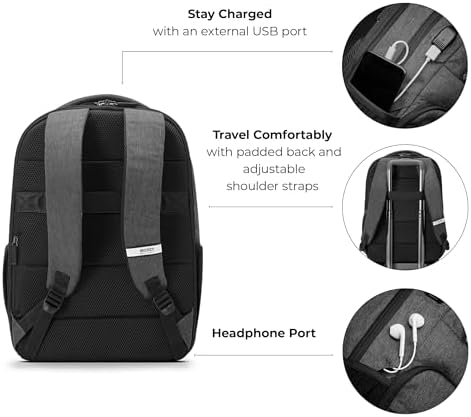 Stay Charged
with an external USB port
Travel Comfortably
with padded back and
adjustable
shoulder straps
Headphone Port